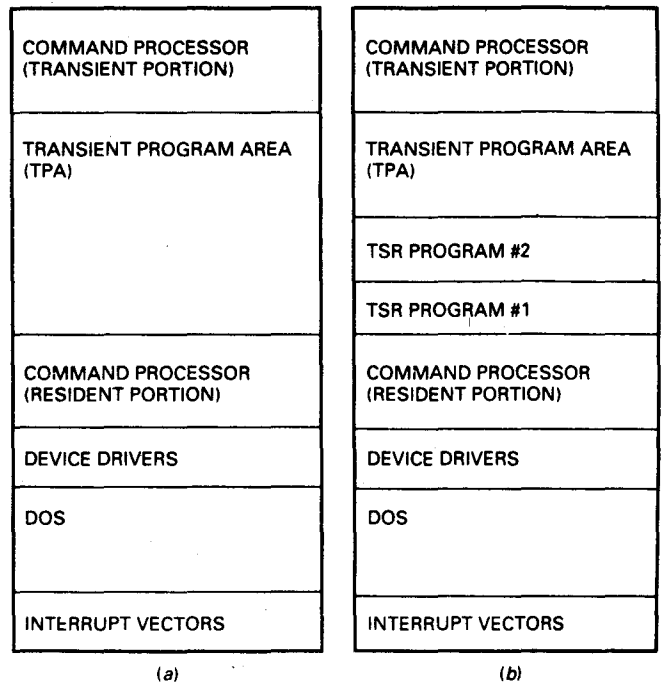 COMMAND PROCESSOR
(TRANSIENT PORTION)
TRANSIENT PROGRAM AREA
(TPA)
COMMAND PROCESSOR
(RESIDENT PORTION)
DEVICE DRIVERS
DOS
INTERRUPT VECTORS
(a)
COMMAND PROCESSOR
(TRANSIENT PORTION)
TRANSIENT PROGRAM AREA
(TPA)
TSR PROGRAM #2
TSR PROGRAM #1
COMMAND PROCESSOR
(RESIDENT PORTION)
DEVICE DRIVERS
DOS
INTERRUPT VECTORS
(b)